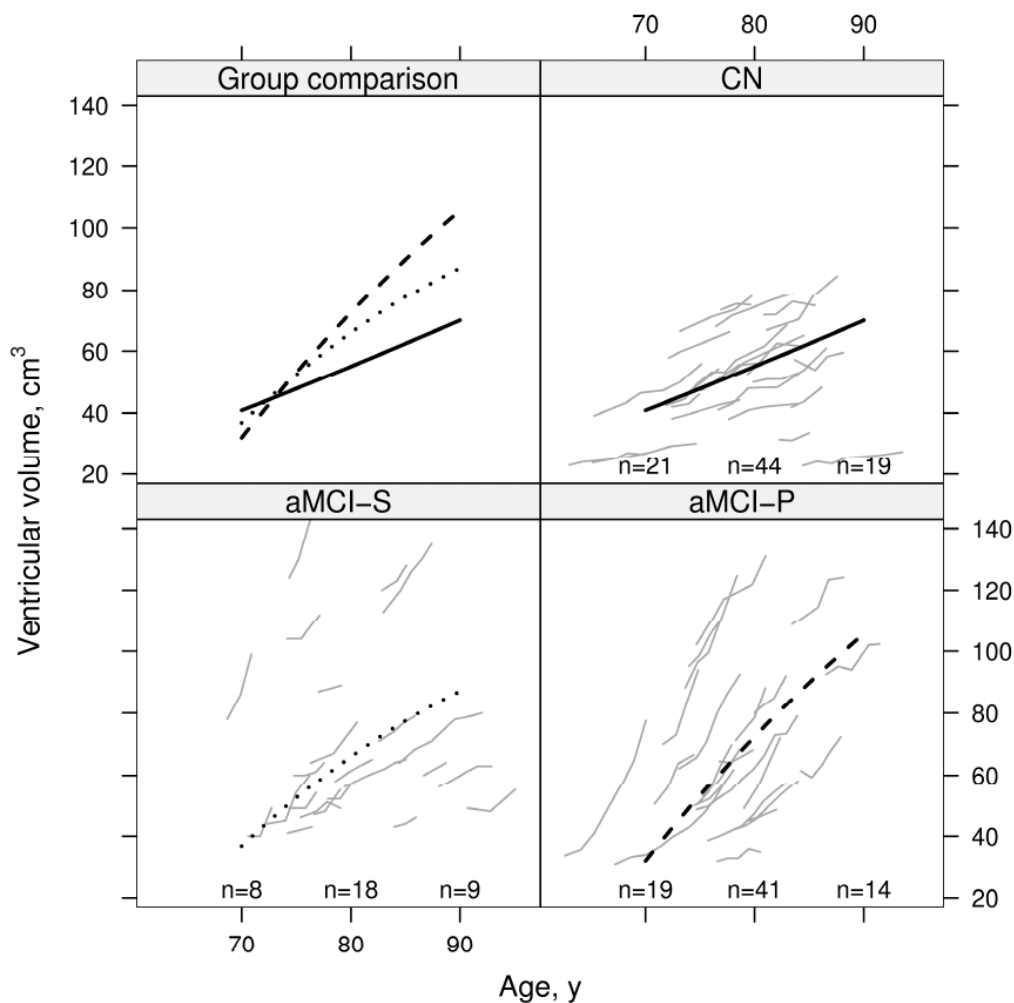 70 80 90
Group comparison CN
140
120
100
80
60
40
20
n=21 n=44 n=19
aMCI–S aMCI–P
140
120
100
80
60
40
20
n=8 n=18 n=9 n=19 n=41 n=14
70 80 90
Ventricular volume, cm³
Age, y